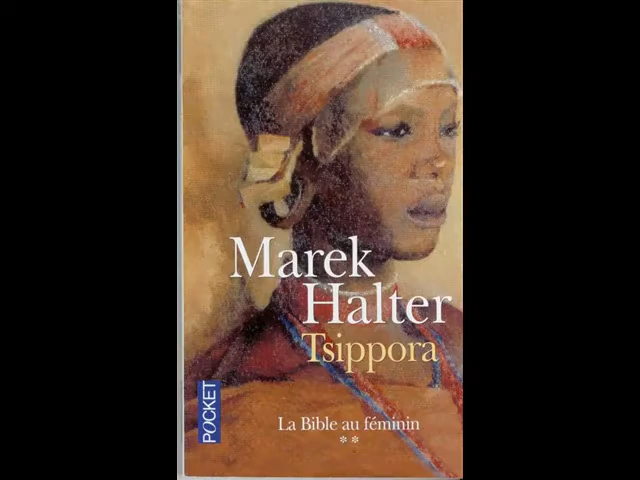 Marek
Halter
Tsippora
La Bible au féminin
**
POCKET